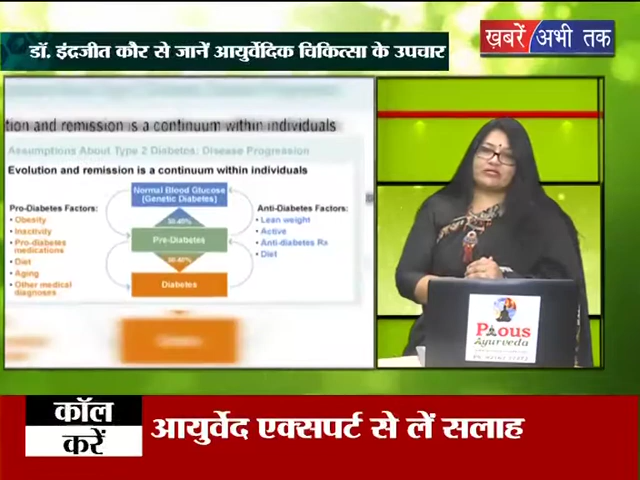 डॉ. इंद्रजीत कौर से जानें आयुर्वेदिक चिकित्सा के उपचार
ख़बरें अभी तक
tion and remission is a continuum within individuals
Assumptions About Type 2 Diabetes: Disease Progression
Evolution and remission is a continuum within individuals
Pro-Diabetes Factors:
• Obesity
• Inactivity
• Pro-diabetes
medications
• Diet
• Aging
• Other medical
diagnoses
Normal Blood Glucose
(Genetic Diabetes)
Pre-Diabetes
Diabetes
Anti-Diabetes Factors:
• Lean weight
• Active
• Anti-diabetes Rx
• Diet
Pious
Ayurveda
कॉल
करें
आयुर्वेद एक्सपर्ट से लें सलाह